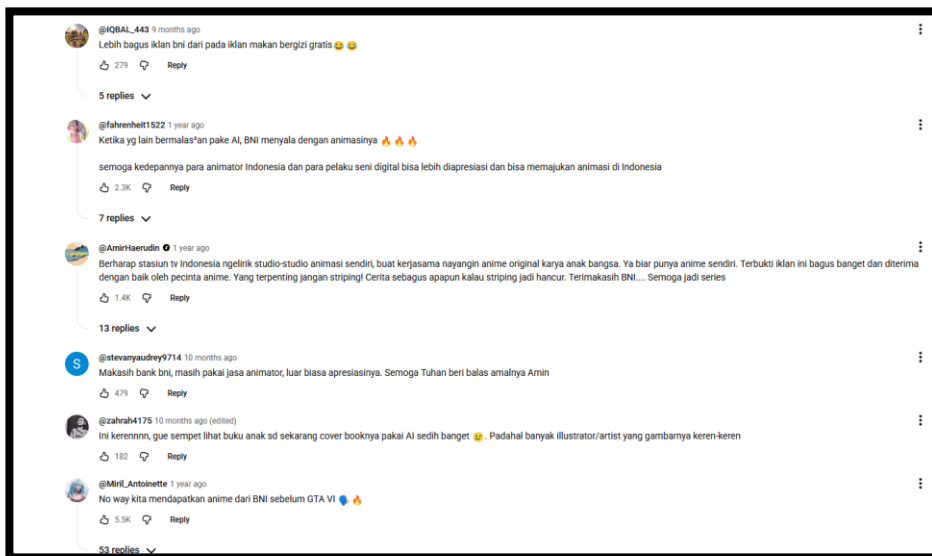 @IQBAL_443 9 months ago
Lebih bagus iklan bni dari pada iklan makan bergizi gratis😂😂
279 Reply
5 replies
@fahrenheit1522 1 year ago
Ketika yg lain bermalas²an pake AI, BNI menyala dengan animasinya 🔥🔥🔥
semoga kedepannya para animator Indonesia dan para pelaku seni digital bisa lebih diapresiasi dan bisa memajukan animasi di Indonesia
2.3K Reply
7 replies
@AmirHaerudin 1 year ago
Berharap stasiun tv Indonesia ngelirik studio-studio animasi sendiri, buat kerjasama nayangin anime original karya anak bangsa. Ya biar punya anime sendiri. Terbukti iklan ini bagus banget dan diterima
dengan baik oleh pecinta anime. Yang terpenting jangan striping! Cerita sebagus apapun kalau striping jadi hancur. Terimakasih BNI.... Semoga jadi series
1.4K Reply
13 replies
S
@stevanyaudrey9714 10 months ago
Makasih bank bni, masih pakai jasa animator, luar biasa apresiasinya. Semoga Tuhan beri balas amalnya Amin
479 Reply
@zahrah4175 10 months ago (edited)
Ini kerennnn, gue sempet lihat buku anak sd sekarang cover booknya pakai AI sedih banget 😢. Padahal banyak illustrator/artist yang gambarnya keren-keren
182 Reply
@Miril_Antoinette 1 year ago
No way kita mendapatkan anime dari BNI sebelum GTA VI 🗣️🔥
5.5K Reply
53 replies